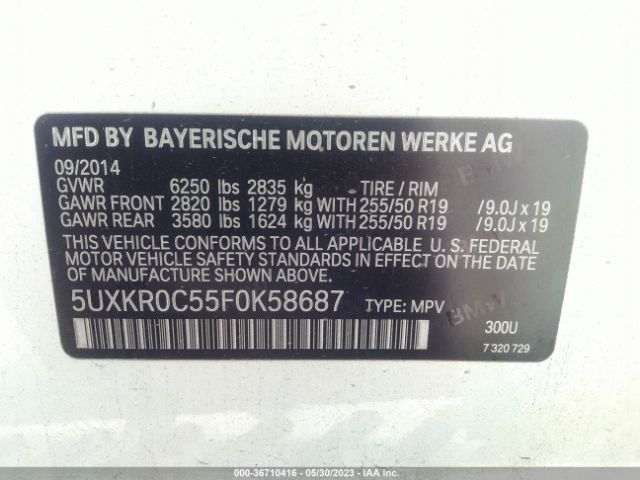 MFD BY BAYERISCHE MOTOREN WERKE AG
09/2014
GVWR 6250 lbs 2835 kg TIRE / RIM
GAWR FRONT 2820 lbs 1279 kg WITH 255/50 R19 /9.0J x 19
GAWR REAR 3580 lbs 1624 kg WITH 255/50 R19 /9.0J x 19
THIS VEHICLE CONFORMS TO ALL APPLICABLE U. S. FEDERAL
MOTOR VEHICLE SAFETY STANDARDS IN EFFECT ON THE
DATE OF MANUFACTURE SHOWN ABOVE.
5UXKR0C55F0K58687 TYPE: MPV
300U
7 320 729
BMW
BMW
000-36710416 - 05/30/2023 - IAA Inc.